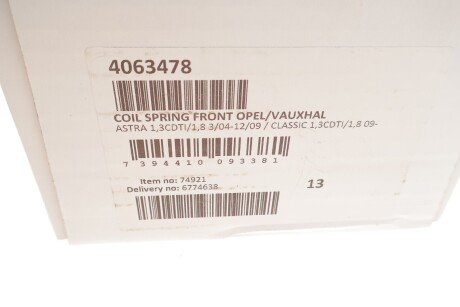 4063478
COIL SPRING FRONT OPEL/VAUXHAL
ASTRA 1,3CDTI/1,8 3/04-12/09 / CLASSIC 1,3CDTI/1,8 09-
7 394410 093381
Item no: 74921
Delivery no: 6774638
13